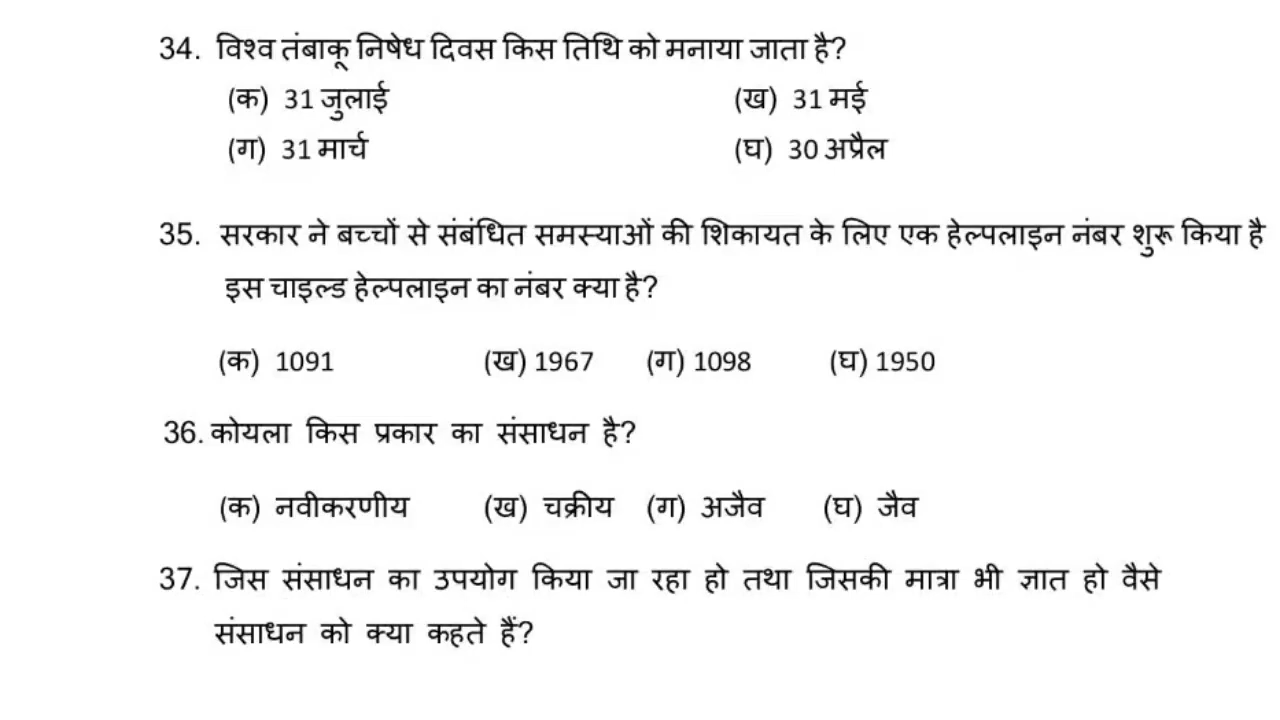 34. विश्व तंबाकू निषेध दिवस किस तिथि को मनाया जाता है?
(क) 31 जुलाई (ख) 31 मई
(ग) 31 मार्च (घ) 30 अप्रैल
35. सरकार ने बच्चों से संबंधित समस्याओं की शिकायत के लिए एक हेल्पलाइन नंबर शुरू किया है
इस चाइल्ड हेल्पलाइन का नंबर क्या है?
(क) 1091 (ख) 1967 (ग) 1098 (घ) 1950
36. कोयला किस प्रकार का संसाधन है?
(क) नवीकरणीय (ख) चक्रीय (ग) अजैव (घ) जैव
37. जिस संसाधन का उपयोग किया जा रहा हो तथा जिसकी मात्रा भी ज्ञात हो वैसे
संसाधन को क्या कहते हैं?